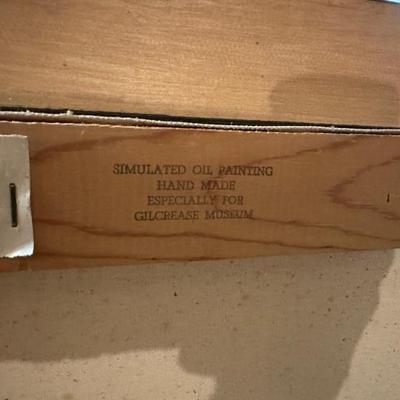 SIMULATED OIL PAINTING
HAND MADE
ESPECIALLY FOR
GILCREASE MUSEUM